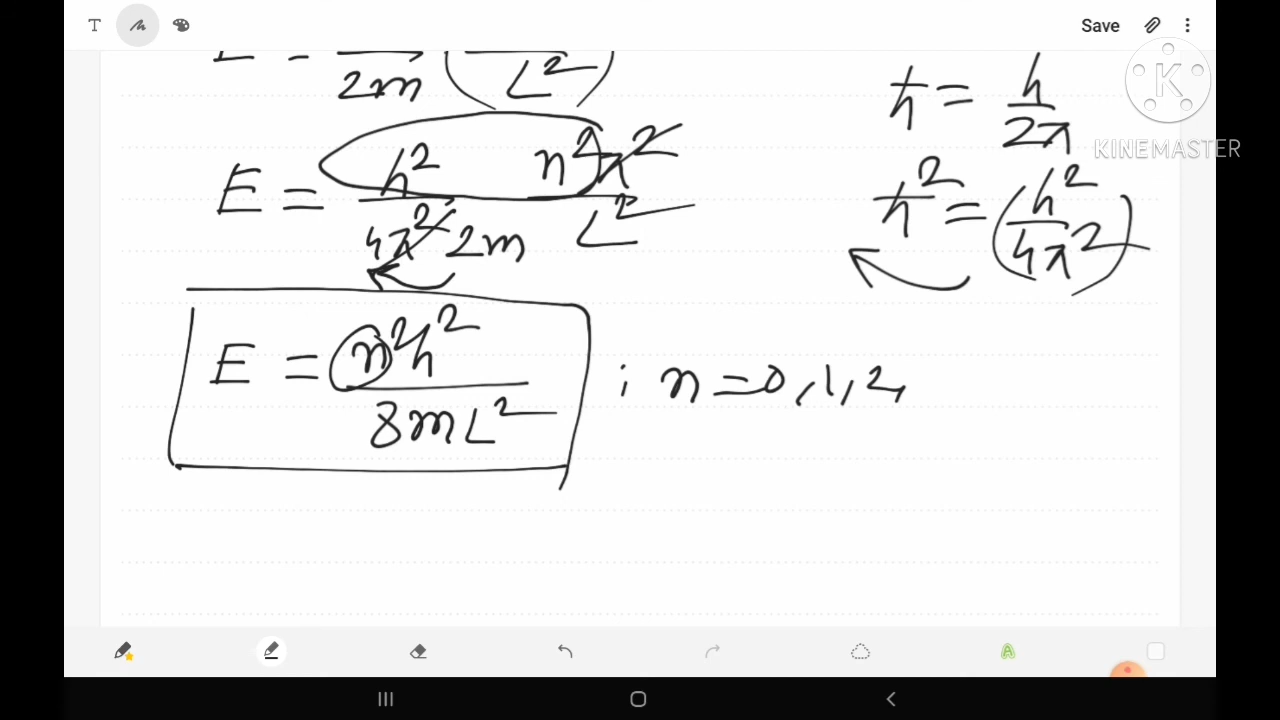 T Save
E = / 2m ( / L²)
ħ = h / 2π
KINEMASTER
E = h² n²π² / 4π² 2m L²
ħ² = (h² / 4π²)
E = n²h² / 8mL² ; n = 0, 1, 2,
A